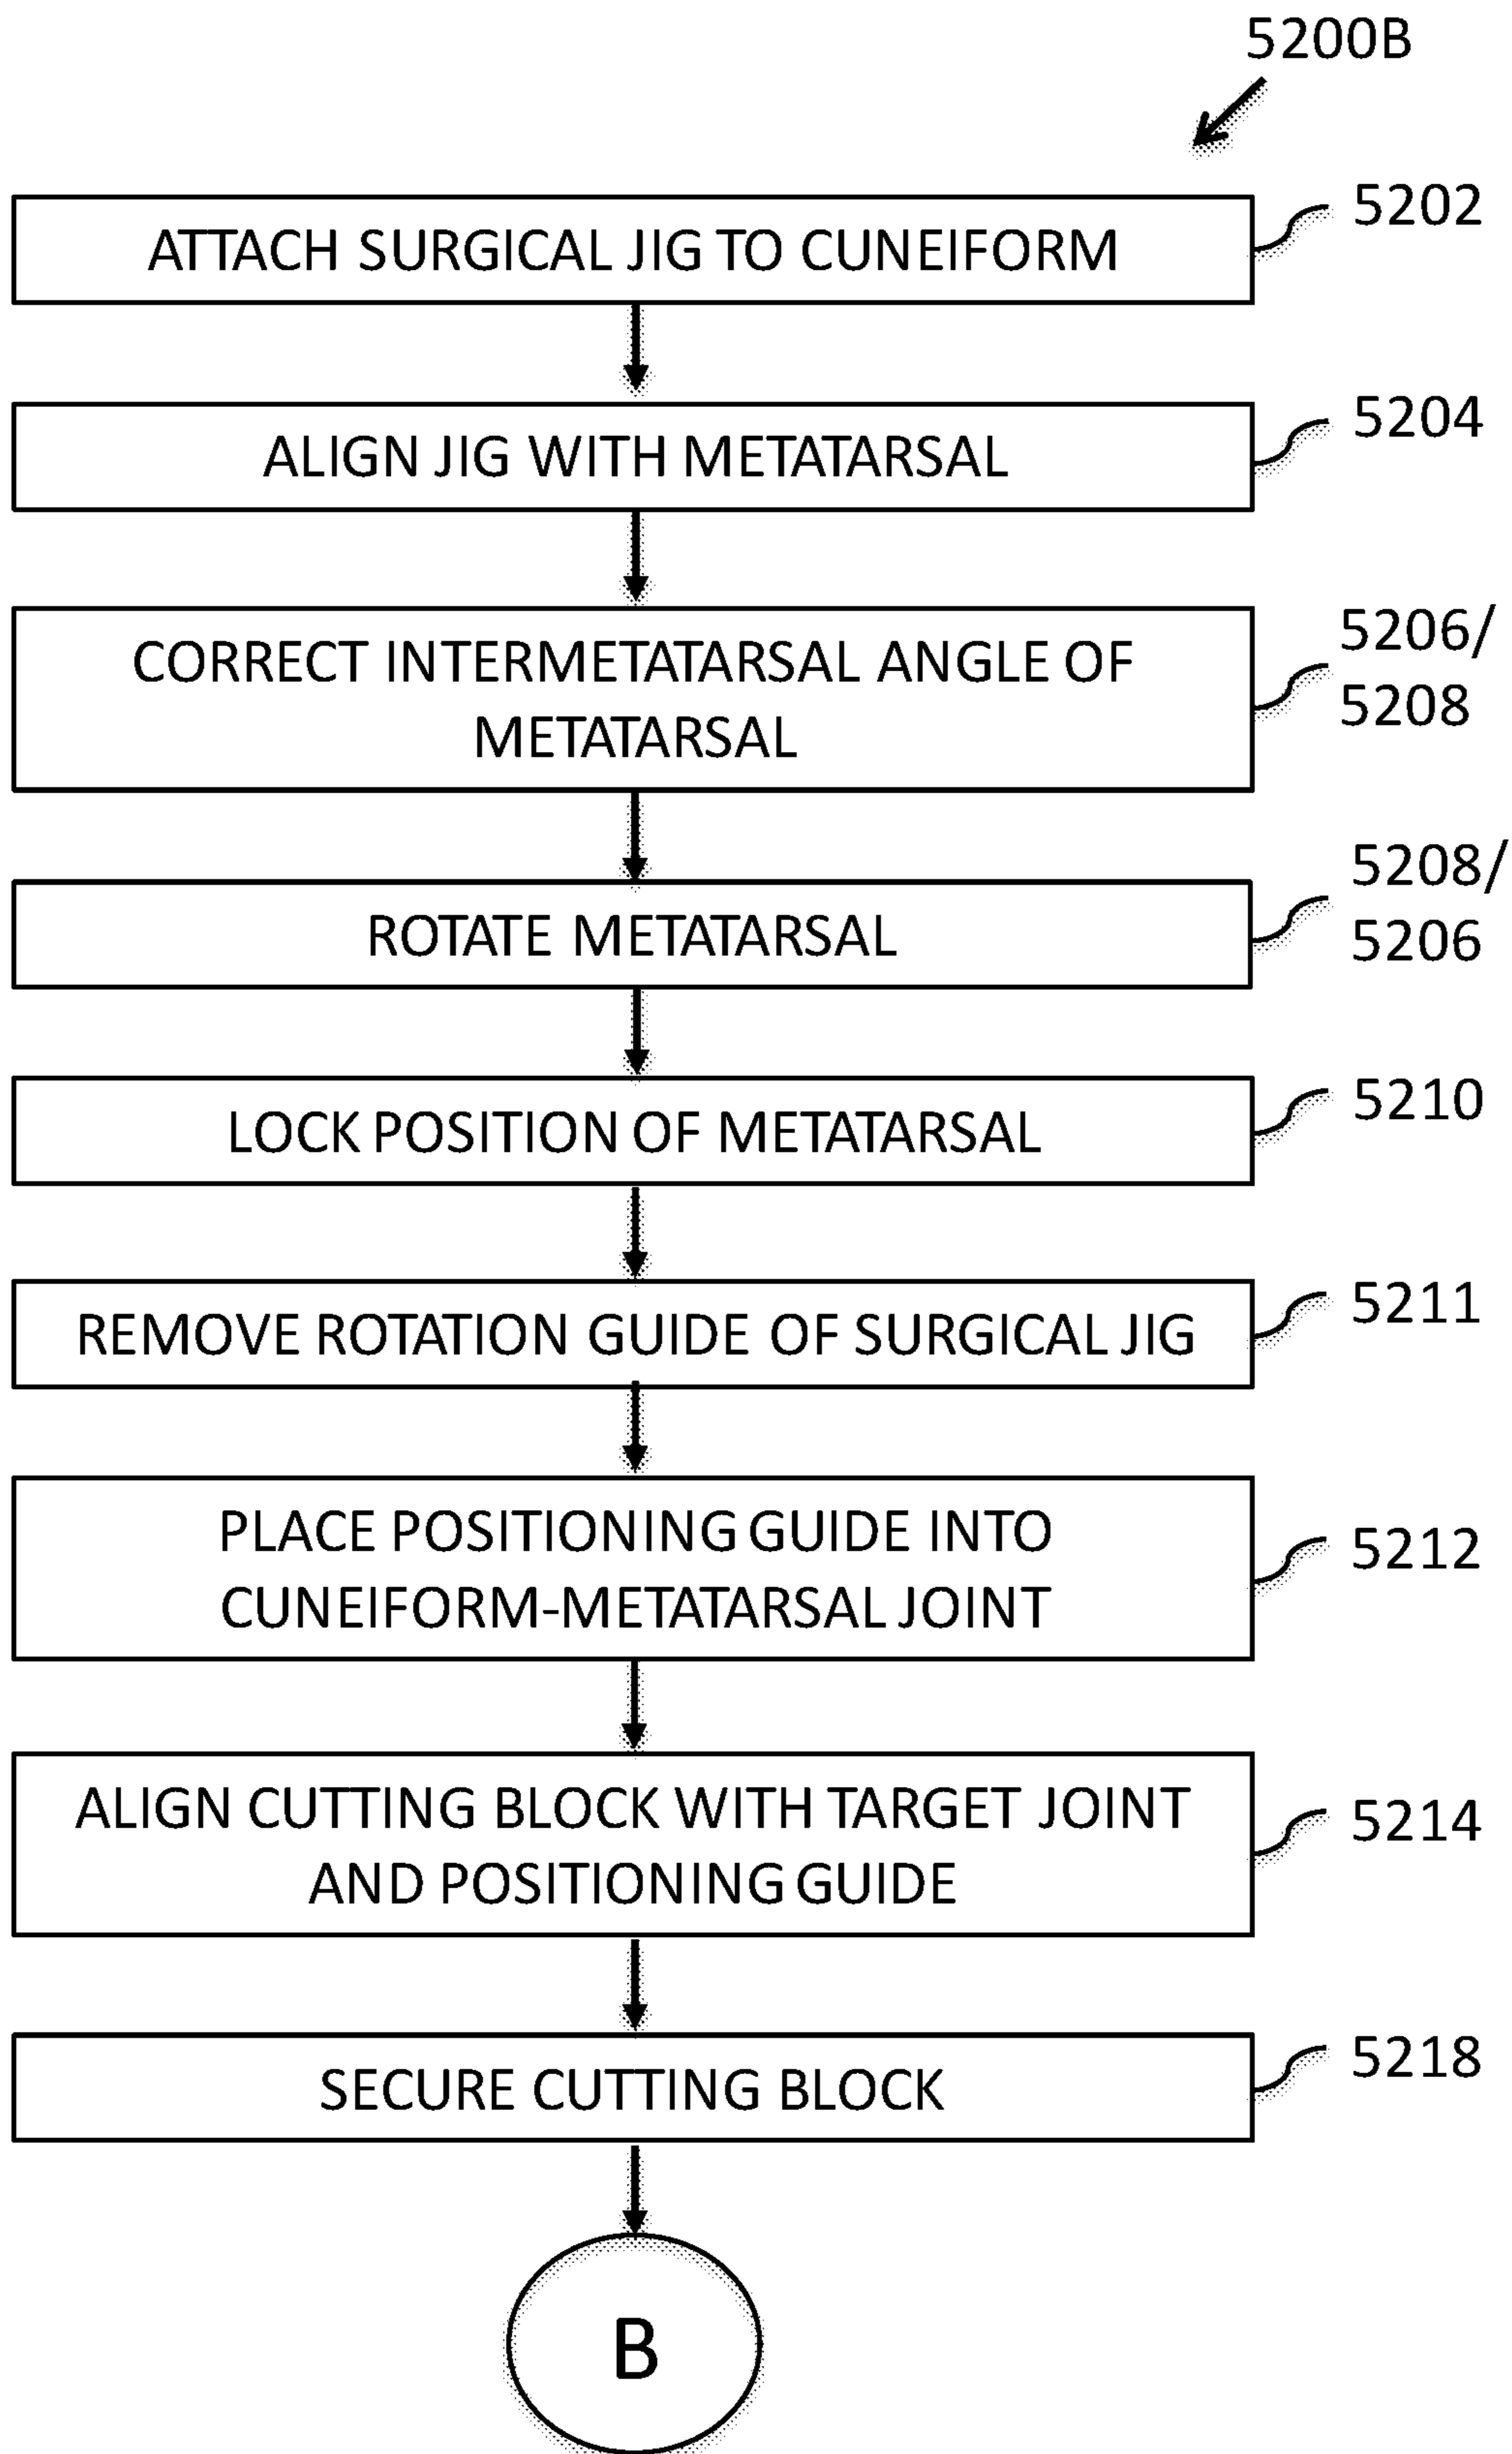 5200B
ATTACH SURGICAL JIG TO CUNEIFORM
5202
ALIGN JIG WITH METATARSAL
5204
CORRECT INTERMETATARSAL ANGLE OF
METATARSAL
5206/
5208
ROTATE METATARSAL
5208/
5206
LOCK POSITION OF METATARSAL
5210
REMOVE ROTATION GUIDE OF SURGICAL JIG
5211
PLACE POSITIONING GUIDE INTO
CUNEIFORM-METATARSAL JOINT
5212
ALIGN CUTTING BLOCK WITH TARGET JOINT
AND POSITIONING GUIDE
5214
SECURE CUTTING BLOCK
5218
B